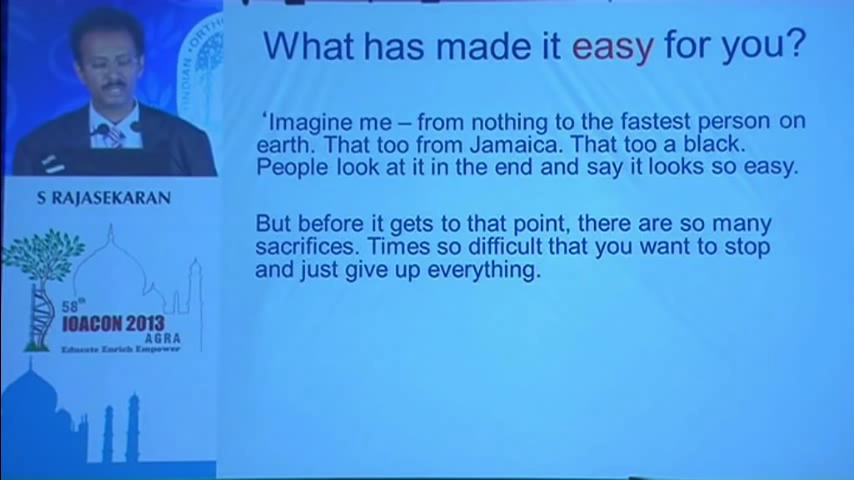 What has made it easy for you?
'Imagine me – from nothing to the fastest person on
earth. That too from Jamaica. That too a black.
People look at it in the end and say it looks so easy.
But before it gets to that point, there are so many
sacrifices. Times so difficult that you want to stop
and just give up everything.
INDIAN ORTHO
S RAJASEKARAN
58th
IOACON 2013
AGRA
Educate Enrich Empower